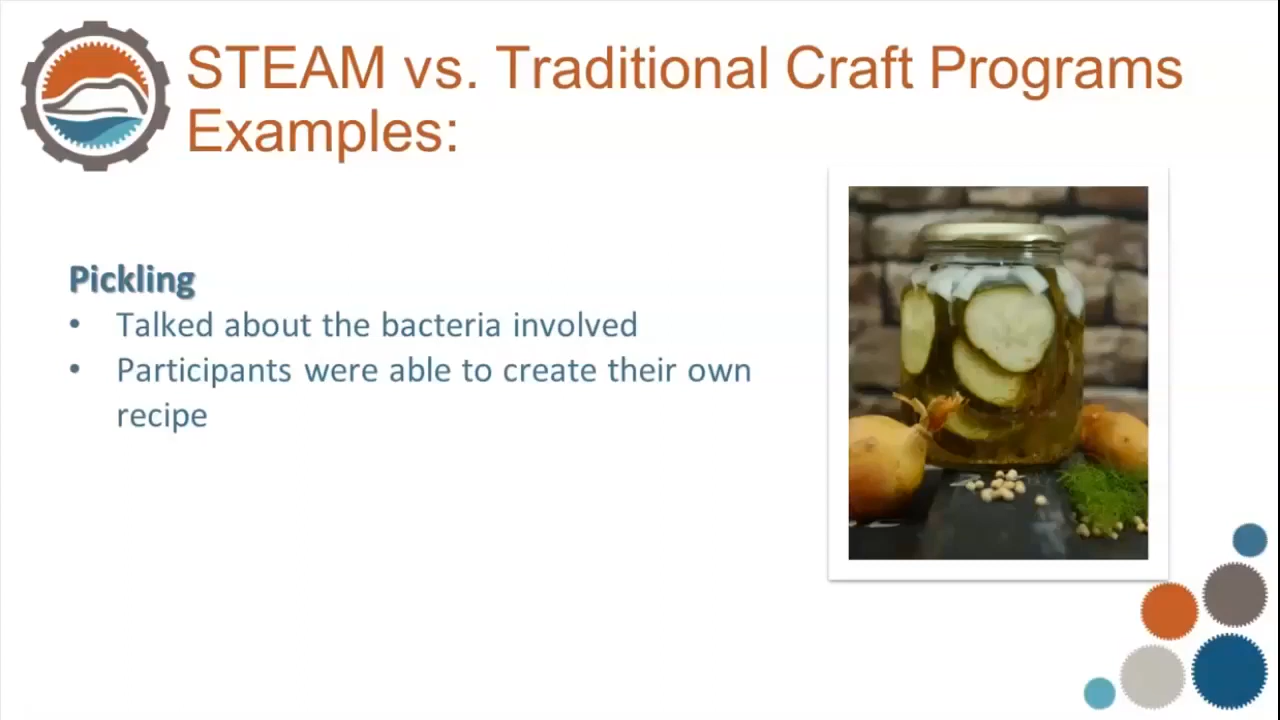 STEAM vs. Traditional Craft Programs
Examples:
Pickling
• Talked about the bacteria involved
• Participants were able to create their own
recipe